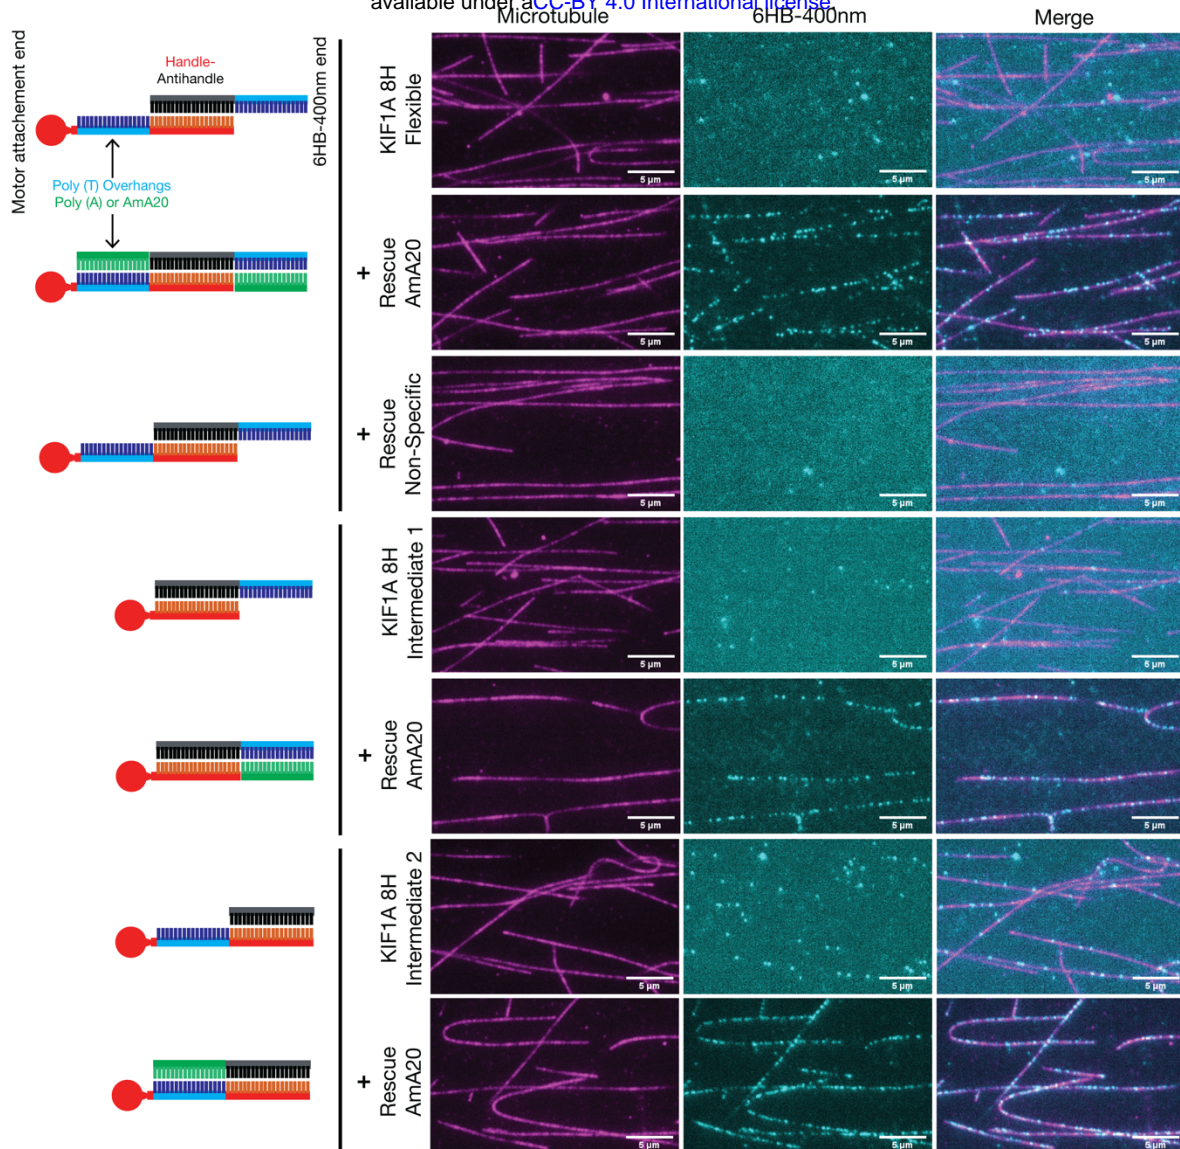 available under aCC-BY 4.0 International license.
Microtubule
6HB-400nm
Merge
Motor attachement end
Handle-
Antihandle
6HB-400nm end
Poly (T) Overhangs
Poly (A) or AmA20
KIF1A 8H
Flexible
5 µm
5 µm
5 µm
+
Rescue
AmA20
5 µm
5 µm
5 µm
+
Rescue
Non-Specific
5 µm
5 µm
5 µm
KIF1A 8H
Intermediate 1
5 µm
5 µm
5 µm
+
Rescue
AmA20
5 µm
5 µm
5 µm
KIF1A 8H
Intermediate 2
5 µm
5 µm
5 µm
+
Rescue
AmA20
5 µm
5 µm
5 µm